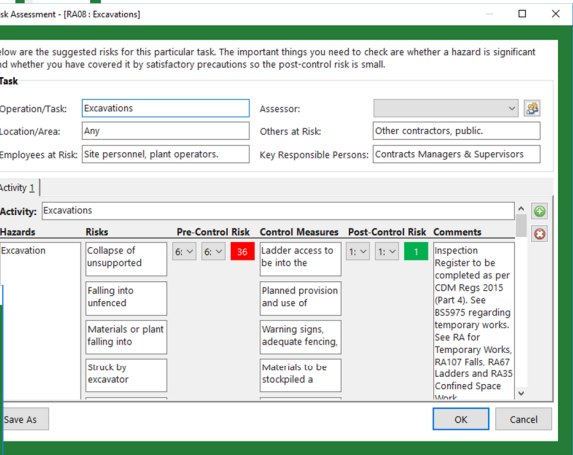 sk Assessment - [RA08 : Excavations]
elow are the suggested risks for this particular task. The important things you need to check are whether a hazard is significant
nd whether you have covered it by satisfactory precautions so the post-control risk is small.
Task
Operation/Task: Excavations Assessor:
Location/Area: Any Others at Risk: Other contractors, public.
Employees at Risk: Site personnel, plant operators. Key Responsible Persons: Contracts Managers & Supervisors
Activity 1
Activity: Excavations
Hazards Risks Pre-Control Risk Control Measures Post-Control Risk Comments
Excavation
Collapse of
unsupported
Falling into
unfenced
Materials or plant
falling into
Struck by
excavator
6: 6: 36
Ladder access to
be into the
Planned provision
and use of
Warning signs,
adequate fencing,
Materials to be
stockpiled a
1: 1: 1
Inspection
Register to be
completed as per
CDM Regs 2015
(Part 4). See
BS5975 regarding
temporary works.
See RA for
Temporary Works,
RA107 Falls, RA67
Ladders and RA35
Confined Space
Work
Save As OK Cancel